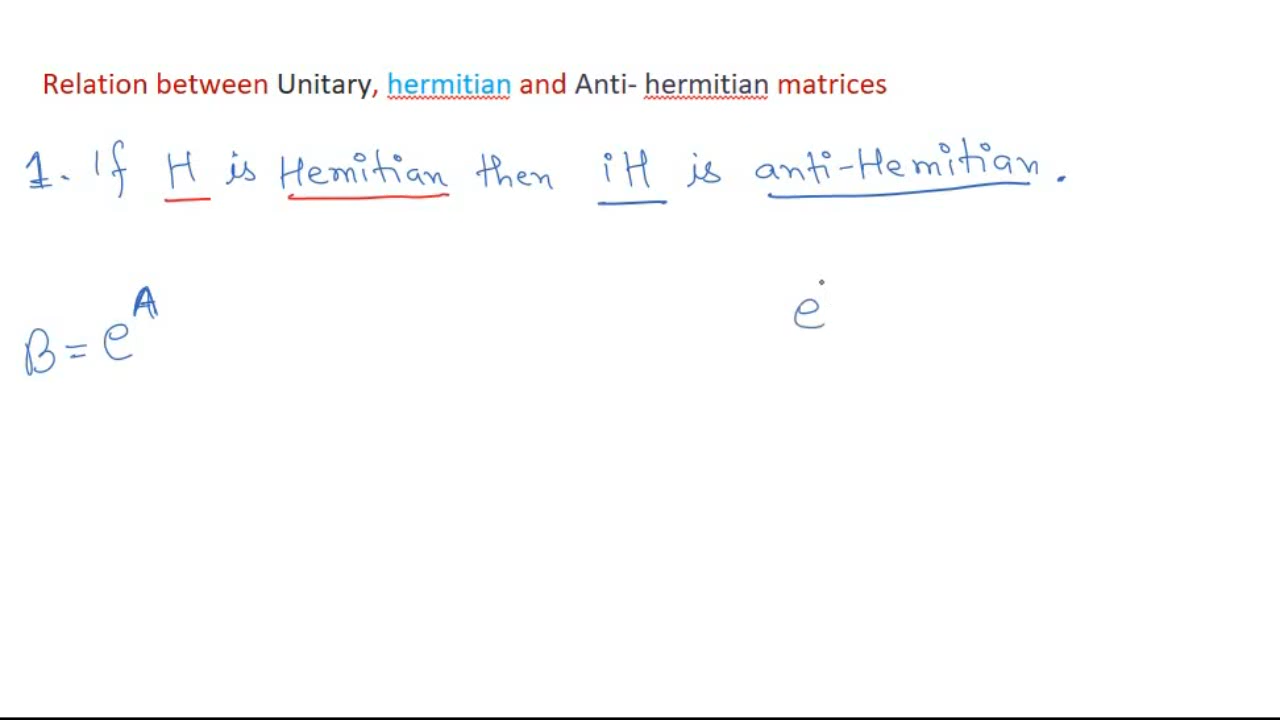 Relation between Unitary, hermitian and Anti- hermitian matrices
1. If H is Hemitian then iH is anti-Hemitian.
B = e^A
e